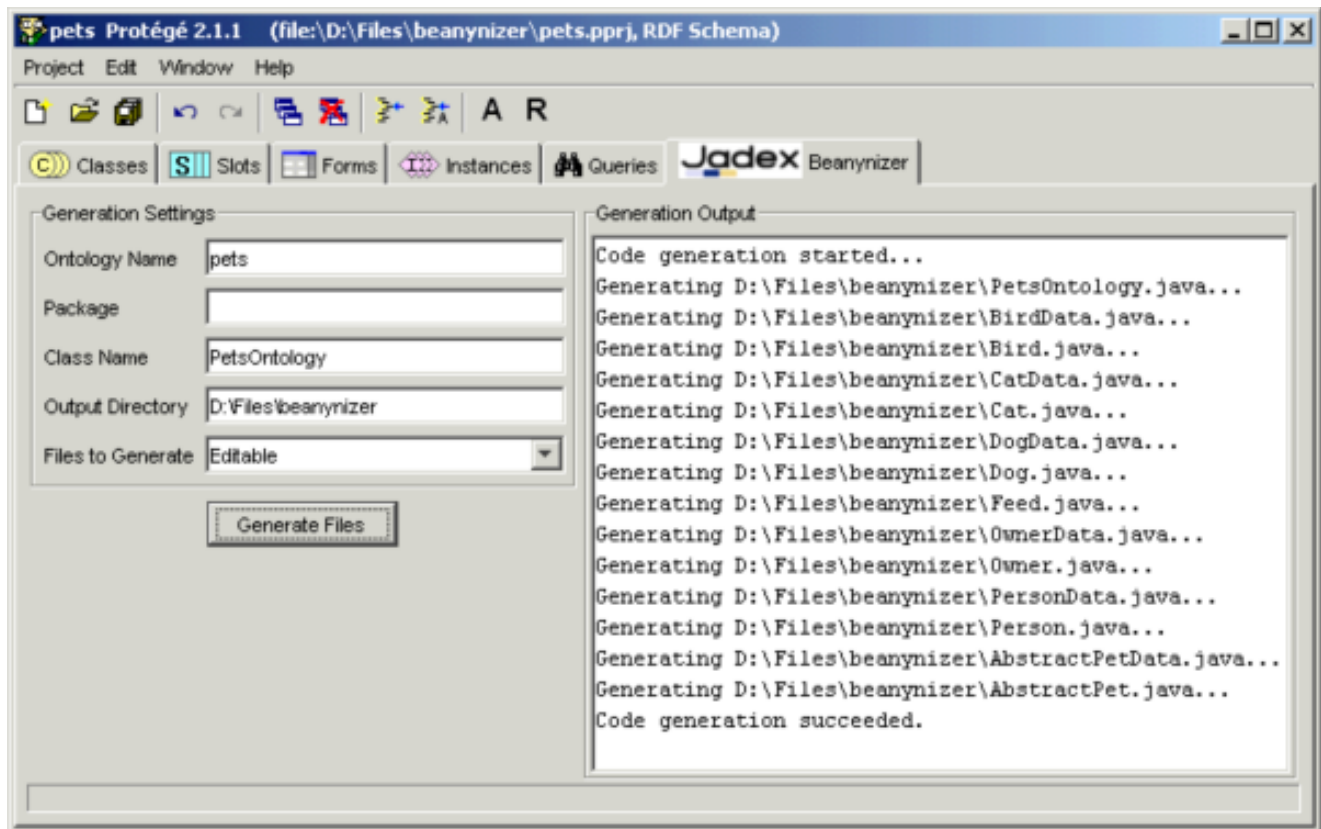 pets Protégé 2.1.1 (file:\D:\Files\beanynizer\pets.pprj, RDF Schema)
Project Edit Window Help
A R
C Classes S Slots Forms I Instances Queries Jadex Beanynizer
Generation Settings
Ontology Name pets
Package
Class Name PetsOntology
Output Directory D:\Files\beanynizer
Files to Generate Editable
Generate Files
Generation Output
Code generation started...
Generating D:\Files\beanynizer\PetsOntology.java...
Generating D:\Files\beanynizer\BirdData.java...
Generating D:\Files\beanynizer\Bird.java...
Generating D:\Files\beanynizer\CatData.java...
Generating D:\Files\beanynizer\Cat.java...
Generating D:\Files\beanynizer\DogData.java...
Generating D:\Files\beanynizer\Dog.java...
Generating D:\Files\beanynizer\Feed.java...
Generating D:\Files\beanynizer\OwnerData.java...
Generating D:\Files\beanynizer\Owner.java...
Generating D:\Files\beanynizer\PersonData.java...
Generating D:\Files\beanynizer\Person.java...
Generating D:\Files\beanynizer\AbstractPetData.java...
Generating D:\Files\beanynizer\AbstractPet.java...
Code generation succeeded.